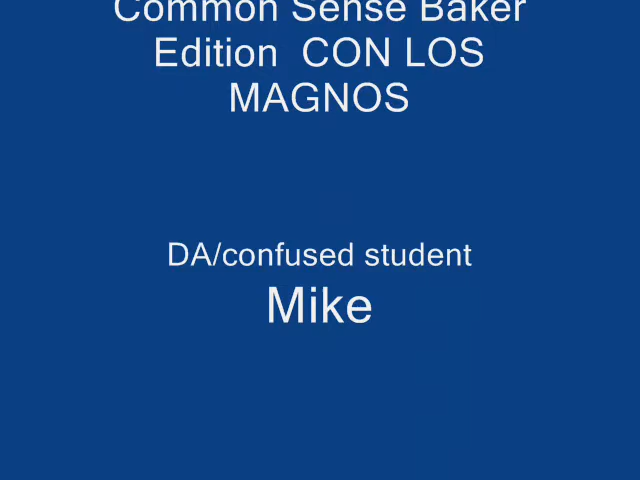 Common Sense Baker
Edition  CON LOS
MAGNOS
DA/confused student
Mike